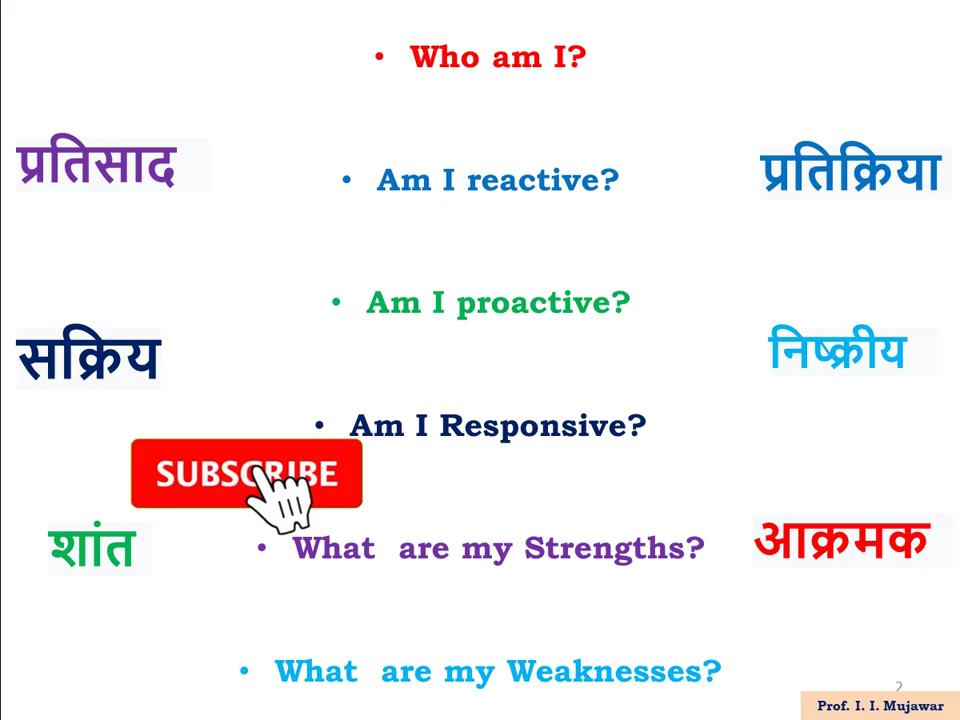 • Who am I?
प्रतिसाद
• Am I reactive?
प्रतिक्रिया
• Am I proactive?
सक्रिय
निष्क्रीय
• Am I Responsive?
SUBSCRIBE
शांत
• What are my Strengths?
आक्रमक
• What are my Weaknesses?
2
Prof. I. I. Mujawar